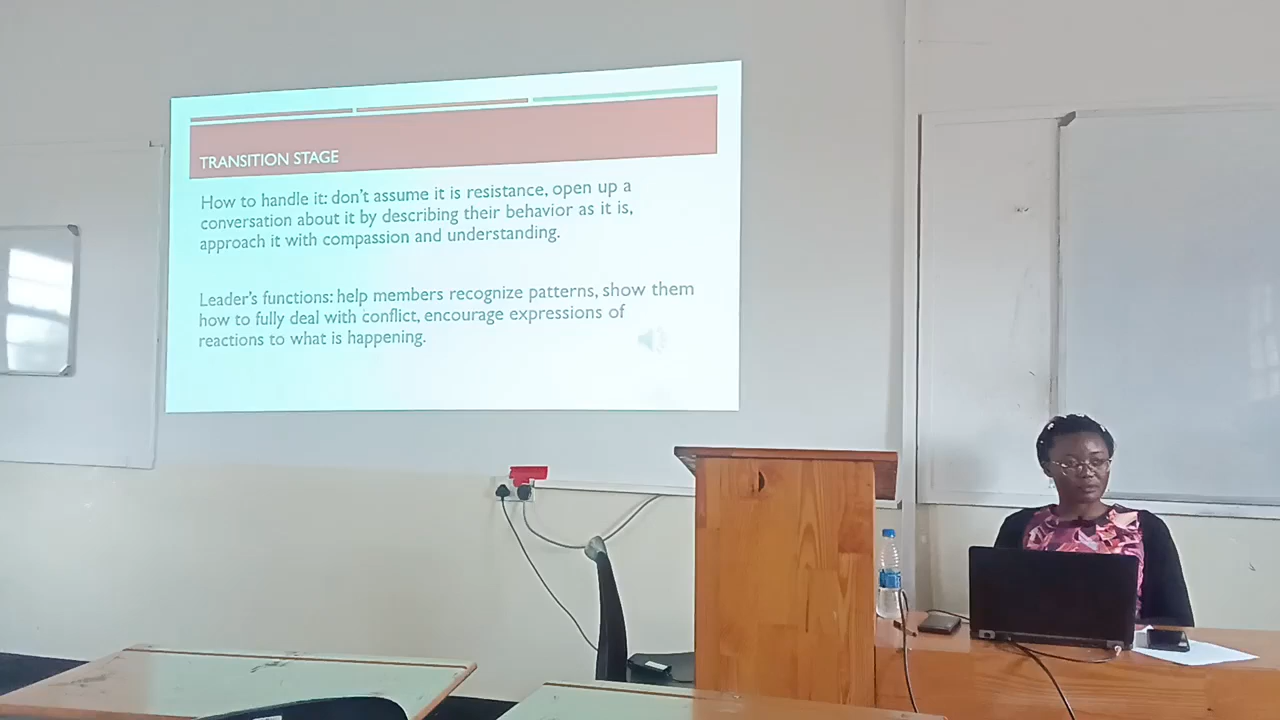 TRANSITION STAGE
How to handle it: don't assume it is resistance, open up a
conversation about it by describing their behavior as it is,
approach it with compassion and understanding.
Leader's functions: help members recognize patterns, show them
how to fully deal with conflict, encourage expressions of
reactions to what is happening.